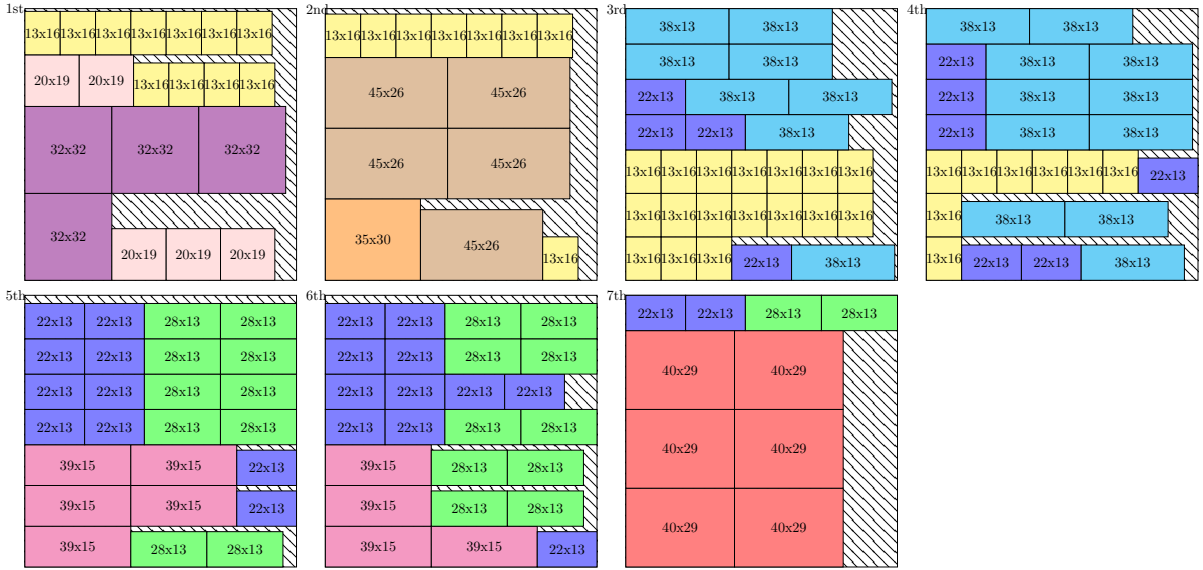 1st
13x16 13x16 13x16 13x16 13x16 13x16 13x16
20x19 20x19 13x16 13x16 13x16 13x16
32x32 32x32 32x32
32x32 20x19 20x19 20x19
2nd
13x16 13x16 13x16 13x16 13x16 13x16 13x16
45x26 45x26
45x26 45x26
35x30 45x26 13x16
3rd
38x13 38x13
38x13 38x13
22x13 38x13 38x13
22x13 22x13 38x13
13x16 13x16 13x16 13x16 13x16 13x16 13x16
13x16 13x16 13x16 13x16 13x16 13x16 13x16
13x16 13x16 13x16 22x13 38x13
4th
38x13 38x13
22x13 38x13 38x13
22x13 38x13 38x13
22x13 38x13 38x13
13x16 13x16 13x16 13x16 13x16 13x16 22x13
13x16 38x13 38x13
13x16 22x13 22x13 38x13
5th
22x13 22x13 28x13 28x13
22x13 22x13 28x13 28x13
22x13 22x13 28x13 28x13
22x13 22x13 28x13 28x13
39x15 39x15 22x13
39x15 39x15 22x13
39x15 28x13 28x13
6th
22x13 22x13 28x13 28x13
22x13 22x13 28x13 28x13
22x13 22x13 22x13 22x13
22x13 22x13 28x13 28x13
39x15 28x13 28x13
39x15 28x13 28x13
39x15 39x15 22x13
7th
22x13 22x13 28x13 28x13
40x29 40x29
40x29 40x29
40x29 40x29